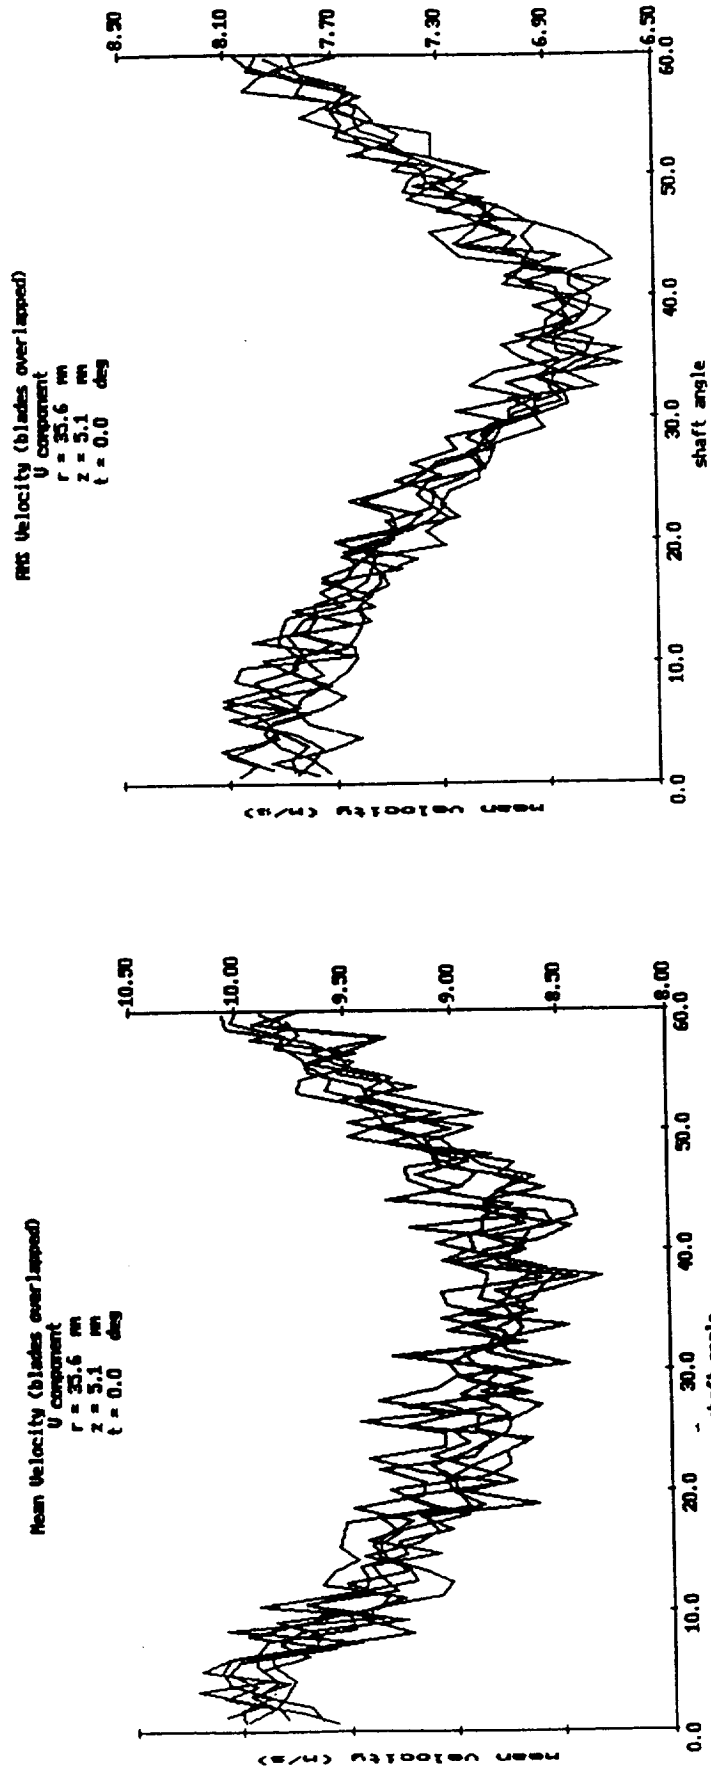 Mean Velocity (blades overlapped)
component
r = 35.6 mm
z = 5.1 mm
t = 0.0 deg
mean velocity (m/s)
-10.50
-10.00
-9.50
-9.00
-8.50
-8.00
0.0 10.0 20.0 30.0 40.0 50.0 60.0
RMS Velocity (blades overlapped)
component
r = 35.6 mm
z = 5.1 mm
t = 0.0 deg
mean velocity (m/s)
-8.50
-8.10
-7.70
-7.30
-6.90
-6.50
0.0 10.0 20.0 30.0 40.0 50.0 60.0
shaft angle